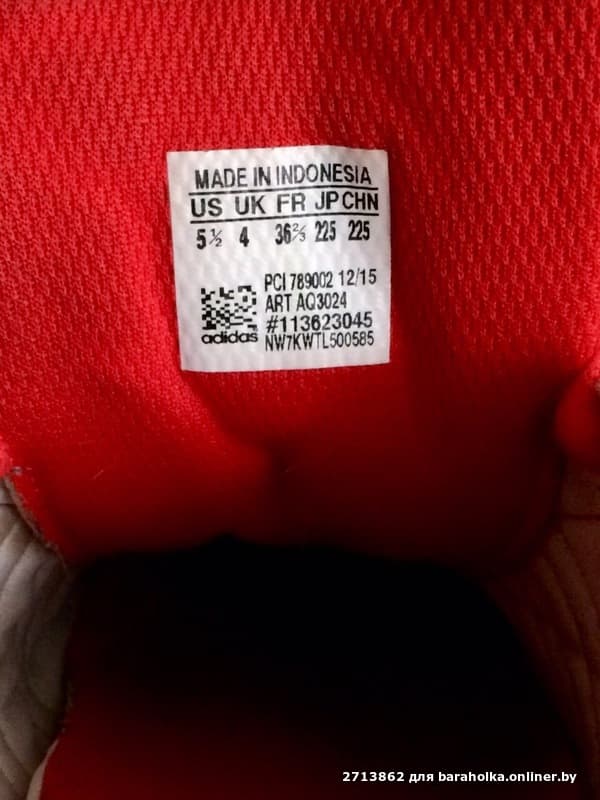 MADE IN INDONESIA
US UK FR JP CHN
5½ 4 36⅔ 225 225
PCI 789002 12/15
ART AQ3024
#113623045
adidas NW7KWTL500585
2713862 для baraholka.onliner.by